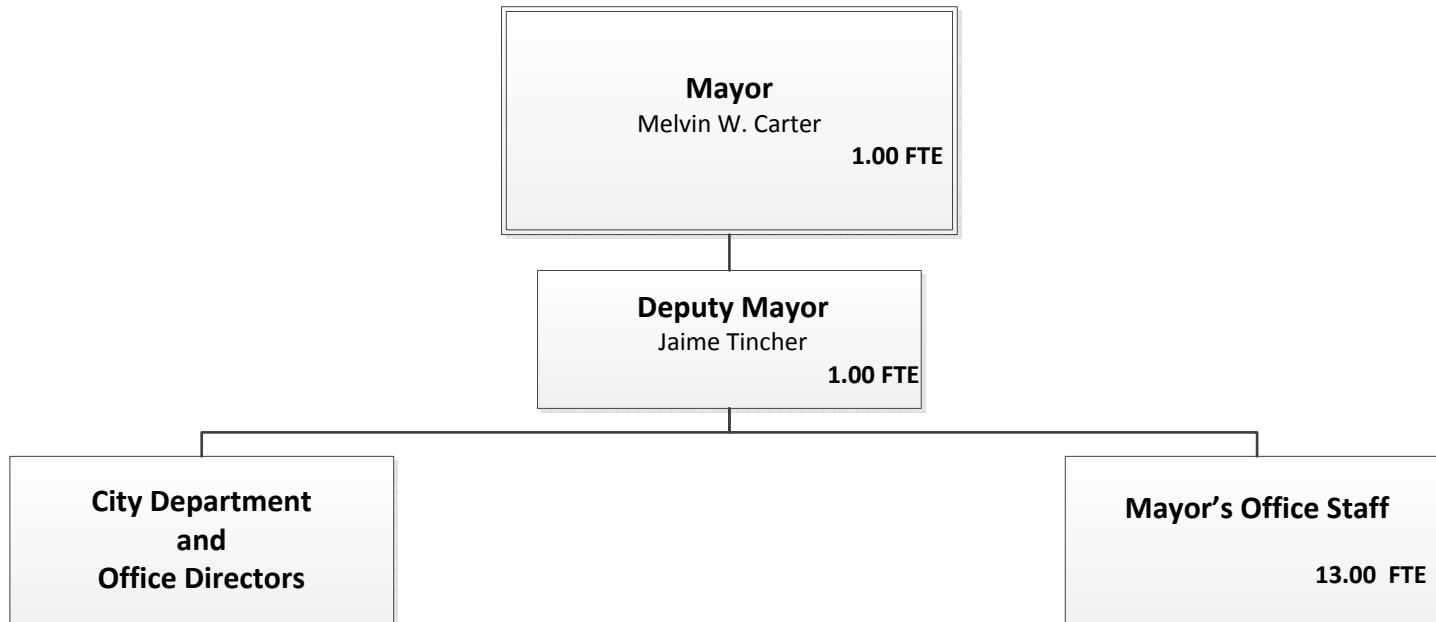 Mayor
Melvin W. Carter
1.00 FTE
Deputy Mayor
Jaime Tincher
1.00 FTE
City Department
and
Office Directors
Mayor’s Office Staff
13.00 FTE